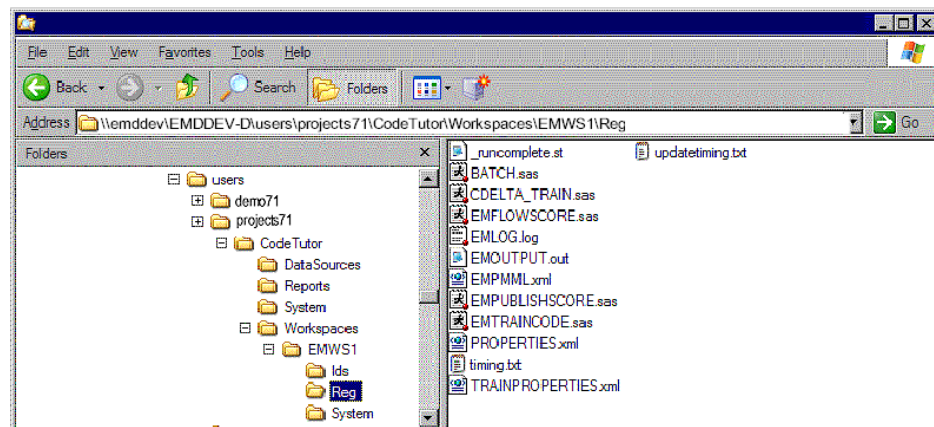 File Edit View Favorites Tools Help
Back Search Folders
Address \\emddev\EMDDEV-D\users\projects71\CodeTutor\Workspaces\EMWS1\Reg Go
Folders
users
demo71
projects71
CodeTutor
DataSources
Reports
System
Workspaces
EMWS1
Ids
Reg
System
_runcomplete.st updatetiming.txt
BATCH.sas
CDELTA_TRAIN.sas
EMFLOWSCORE.sas
EMLOG.log
EMOUTPUT.out
EMPMML.xml
EMPUBLISHSCORE.sas
EMTRAINCODE.sas
PROPERTIES.xml
timing.txt
TRAINPROPERTIES.xml